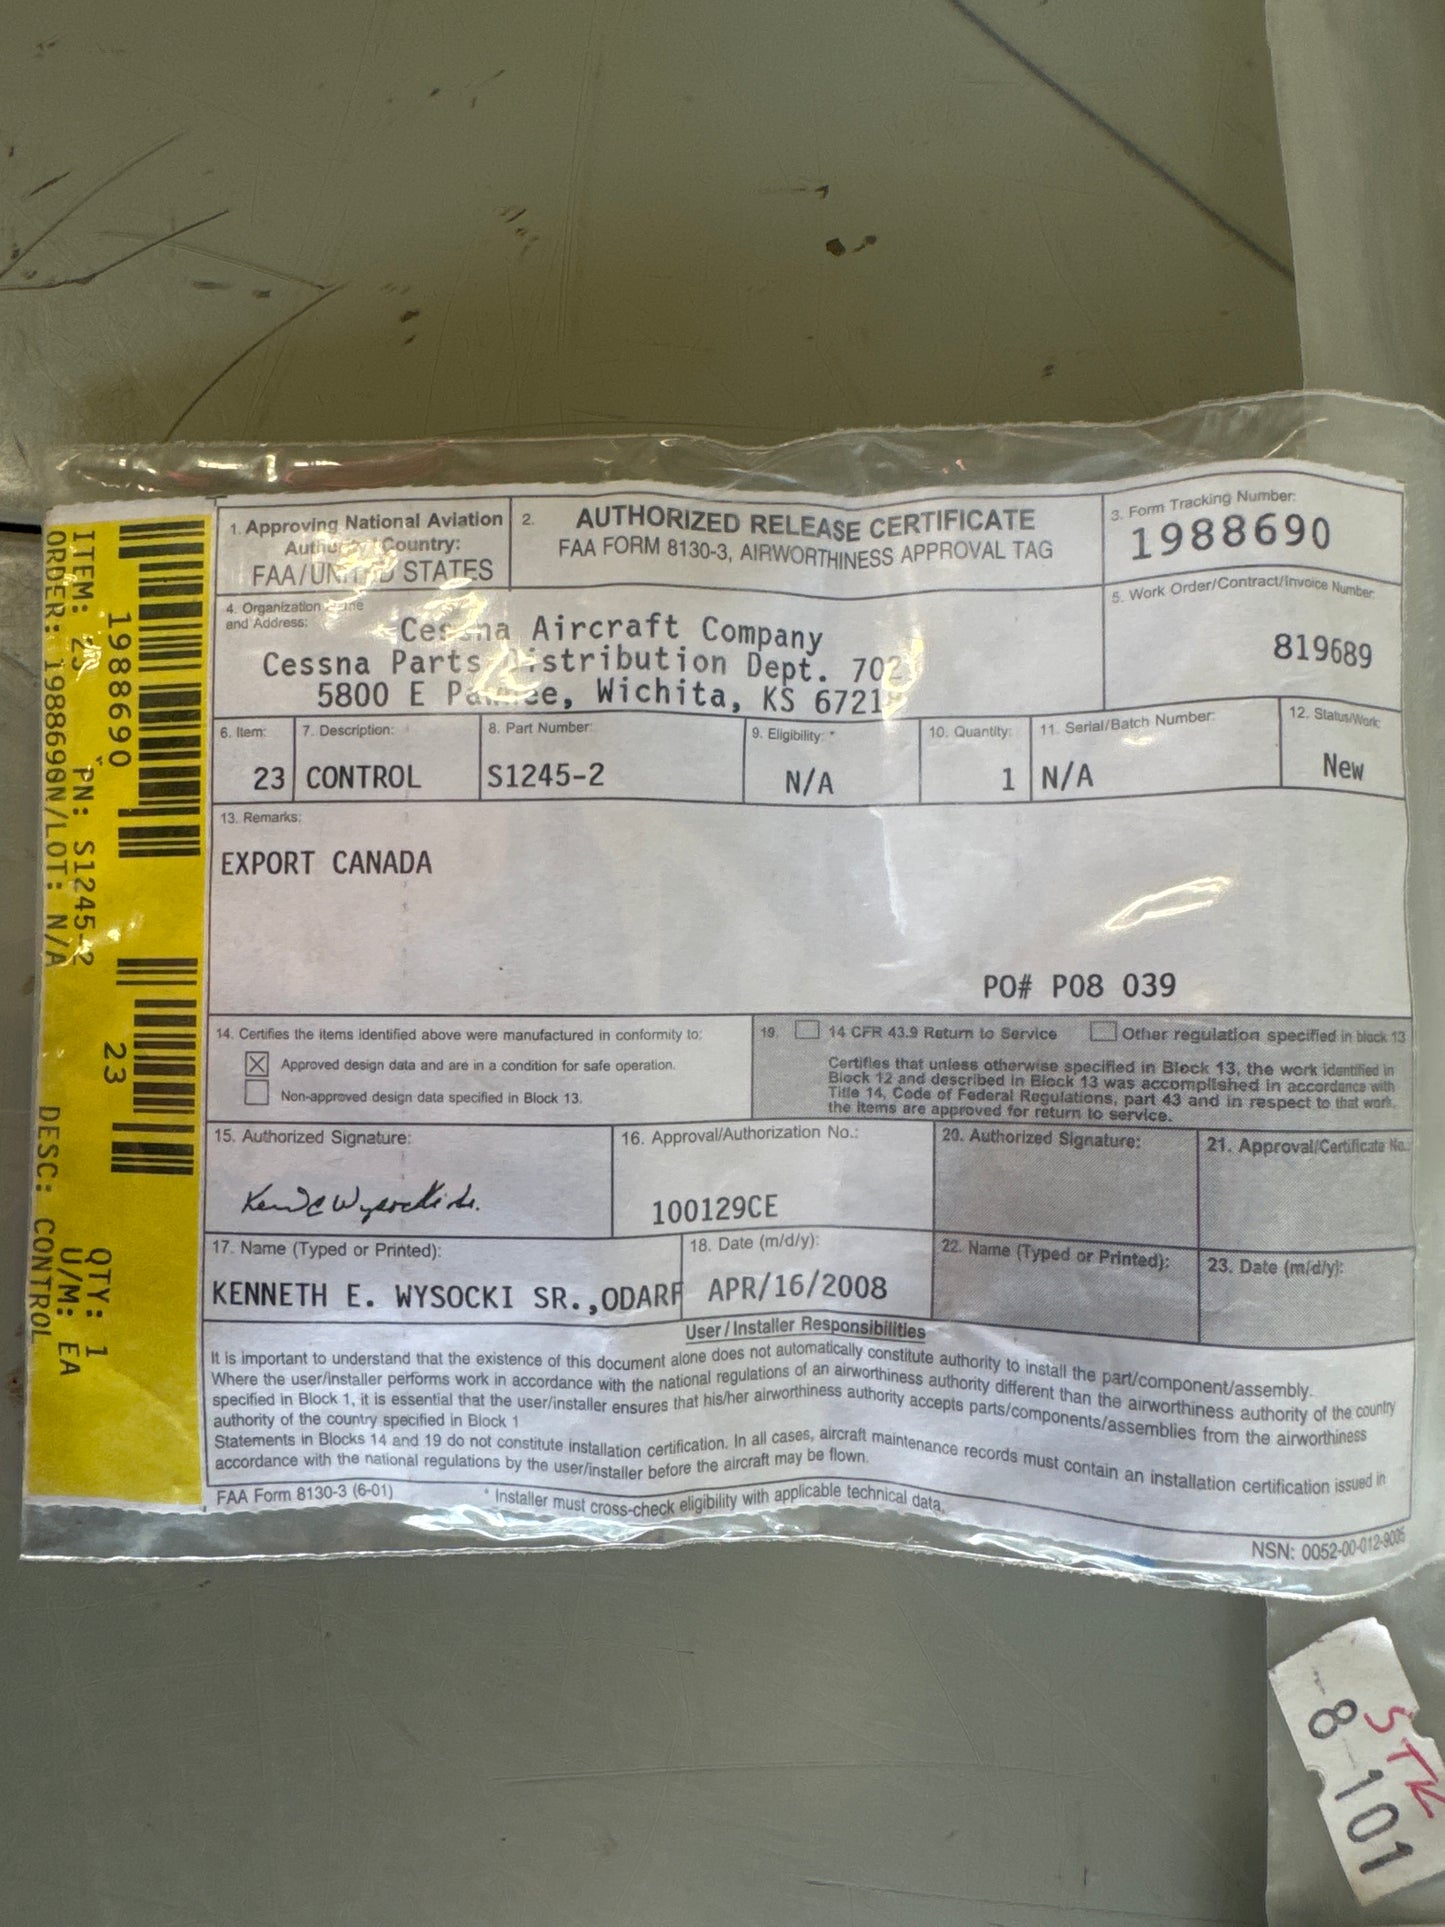 1. Approving National Aviation
Country:
FAA/UNITED STATES
2.
AUTHORIZED RELEASE CERTIFICATE
FAA FORM 8130-3, AIRWORTHINESS APPROVAL TAG
3. Form Tracking Number:
1988690
4. Organization
and Address:
Cessna Aircraft Company
Cessna Parts Distribution Dept. 702
5800 E Pawnee, Wichita, KS
5. Work Order/Contract/Invoice Number
819689
6. Item:
23
7. Description:
CONTROL
8. Part Number:
S1245-2
9. Eligibility: *
N/A
10. Quantity:
1
11. Serial/Batch Number:
N/A
12. Status/Work:
New
13. Remarks:
EXPORT CANADA
PO# P08 039
14. Certifies the items identified above were manufactured in conformity to:
Approved design data and are in a condition for safe operation.
Non-approved design data specified in Block 13.
19. 14 CFR 43.9 Return to Service Other regulation specified in block 13
Certifies that unless otherwise specified in Block 13, the work identified in
Block 12 and described in Block 13 was accomplished in accordance with
Title 14, Code of Federal Regulations, part 43 and in respect to that work,
the items are approved for return to service.
15. Authorized Signature:
16. Approval/Authorization No.:
100129CE
20. Authorized Signature:
21. Approval/Certificate No.:
17. Name (Typed or Printed):
KENNETH E. WYSOCKI SR.,ODARF
18. Date (m/d/y):
APR/16/2008
22. Name (Typed or Printed):
23. Date (m/d/y):
User/Installer Responsibilities
It is important to understand that the existence of this document alone does not automatically constitute authority to install the part/component/assembly.
Where the user/installer performs work in accordance with the national regulations of an airworthiness authority different than the airworthiness authority of the country
specified in Block 1, it is essential that the user/installer ensures that his/her airworthiness authority accepts parts/components/assemblies from the airworthiness
authority of the country specified in Block 1
Statements in Blocks 14 and 19 do not constitute installation certification. In all cases, aircraft maintenance records must contain an installation certification issued in
accordance with the national regulations by the user/installer before the aircraft may be flown.
FAA Form 8130-3 (6-01)
* Installer must cross-check eligibility with applicable technical data.
NSN: 0052-00-012-9005
1988690
23
ITEM: 23 PN: S1245-2 QTY: 1
U/M: EA
ORDER: 1988690N/LOT: N/A DESC: CONTROL
STK
8 101